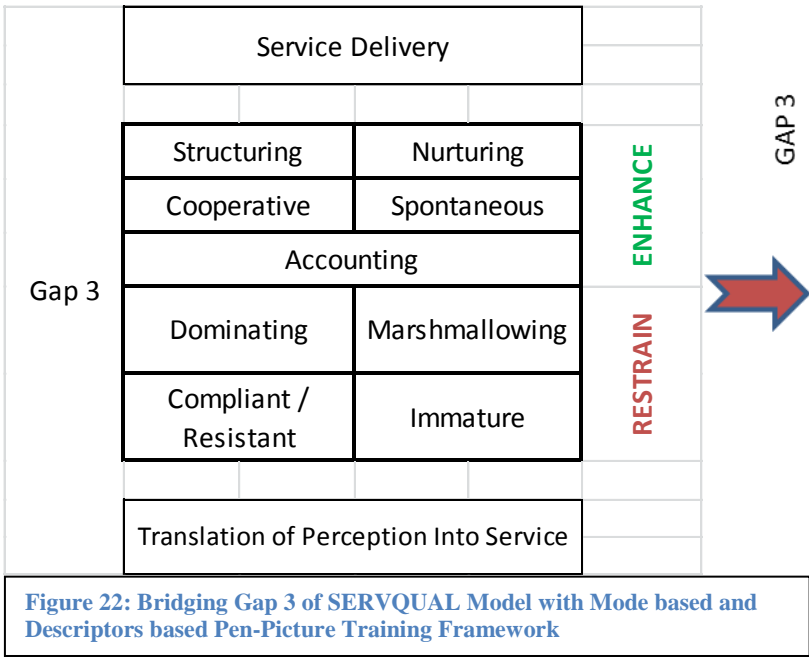 Service Delivery
Structuring
Nurturing
Cooperative
Spontaneous
Accounting
Gap 3
Dominating
Marshmallowing
Compliant /
Resistant
Immature
ENHANCE
RESTRAIN
GAP 3
Translation of Perception Into Service
Figure 22: Bridging Gap 3 of SERVQUAL Model with Mode based and
Descriptors based Pen-Picture Training Framework